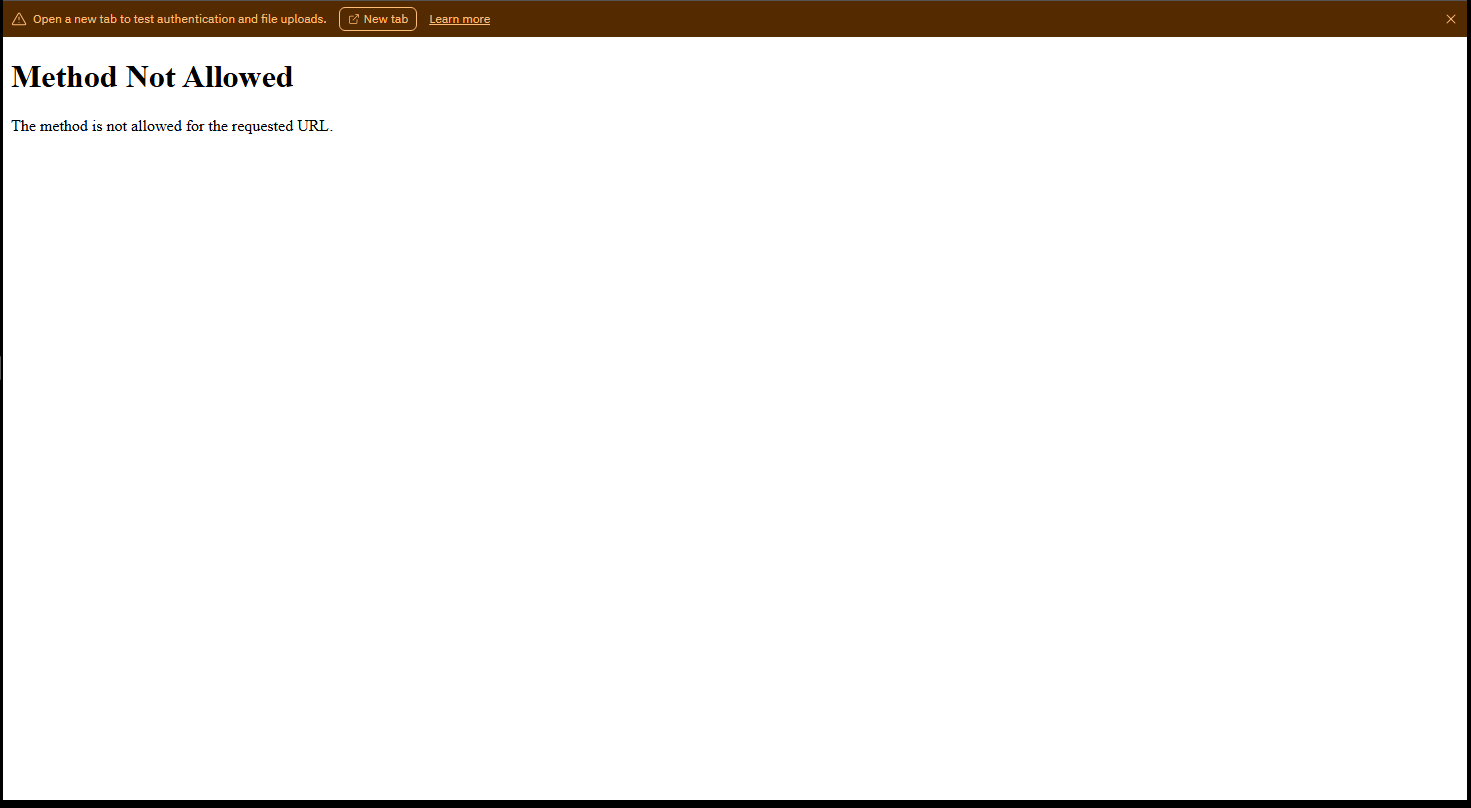 Open a new tab to test authentication and file uploads. New tab Learn more
Method Not Allowed
The method is not allowed for the requested URL.